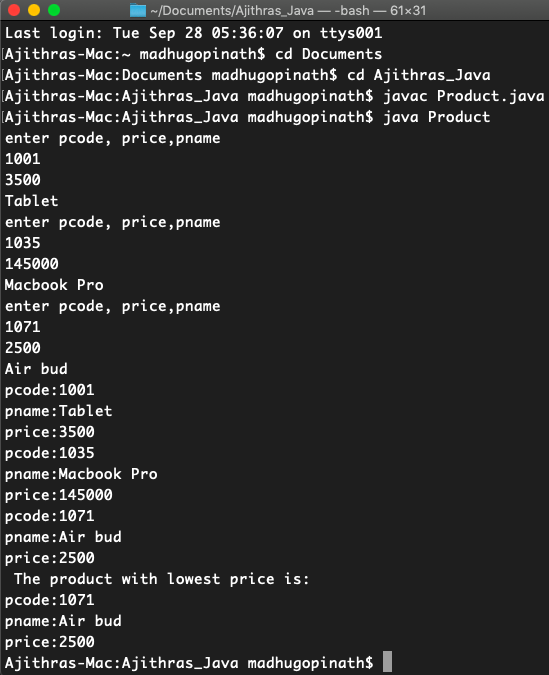 ~/Documents/Ajithras_Java — -bash — 61×31
Last login: Tue Sep 28 05:36:07 on ttys001
[Ajithras-Mac:~ madhugopinath$ cd Documents
[Ajithras-Mac:Documents madhugopinath$ cd Ajithras_Java
[Ajithras-Mac:Ajithras_Java madhugopinath$ javac Product.java
[Ajithras-Mac:Ajithras_Java madhugopinath$ java Product
enter pcode, price,pname
1001
3500
Tablet
enter pcode, price,pname
1035
145000
Macbook Pro
enter pcode, price,pname
1071
2500
Air bud
pcode:1001
pname:Tablet
price:3500
pcode:1035
pname:Macbook Pro
price:145000
pcode:1071
pname:Air bud
price:2500
 The product with lowest price is:
pcode:1071
pname:Air bud
price:2500
Ajithras-Mac:Ajithras_Java madhugopinath$